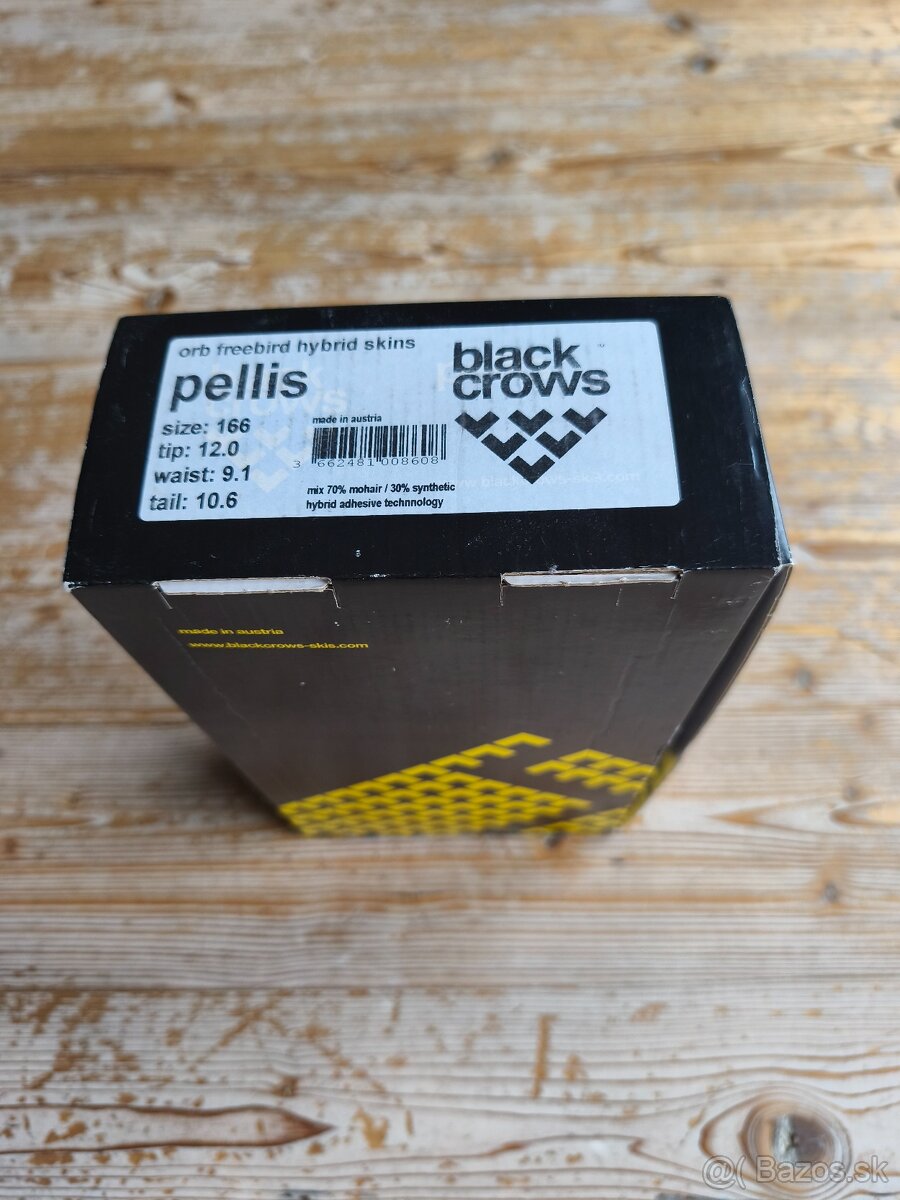 orb freebird hybrid skins
pellis
black
crows
size: 166
made in austria
tip: 12.0
waist: 9.1
3 662481 008608
tail: 10.6
mix 70% mohair / 30% synthetic
hybrid adhesive technnology
made in austria
www.blackcrows-skis.com
@( Bazos.sk